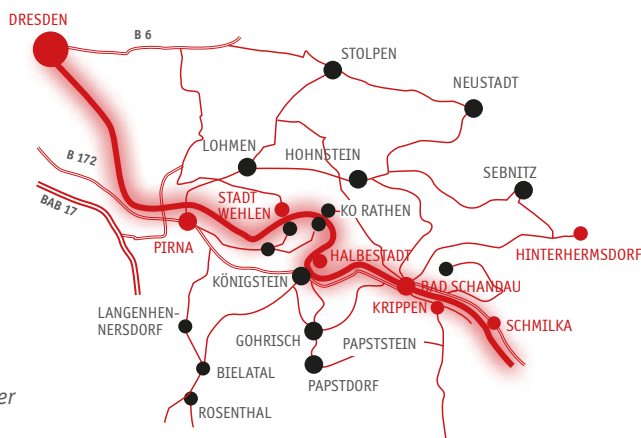 DRESDEN
B 6
STOLPEN
NEUSTADT
B 172
LOHMEN
HOHNSTEIN
SEBNITZ
BAB 17
STADT
WEHLEN
KO RATHEN
PIRNA
HINTERHERMSDORF
HALBESTADT
KÖNIGSTEIN
BAD SCHANDAU
LANGENHEN-
NERSDORF
KRIPPEN
SCHMILKA
GOHRISCH
PAPSTSTEIN
BIELATAL
PAPSTDORF
er
ROSENTHAL